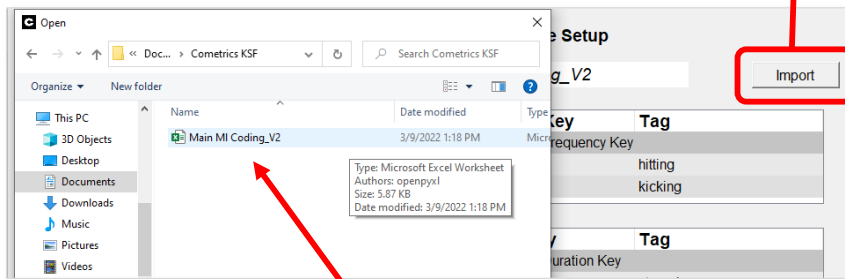 Open
e Setup
« Doc... › Cometrics KSF
Search Cometrics KSF
g_V2
Import
Organize
New folder
This PC
3D Objects
Desktop
Documents
Downloads
Music
Pictures
Videos
Name
Date modified
Type
Main MI Coding_V2
3/9/2022 1:18 PM
Micr
Type: Microsoft Excel Worksheet
Authors: openpyxl
Size: 5.87 KB
Date modified: 3/9/2022 1:18 PM
Key
Tag
requency Key
hitting
kicking
y
Tag
uration Key